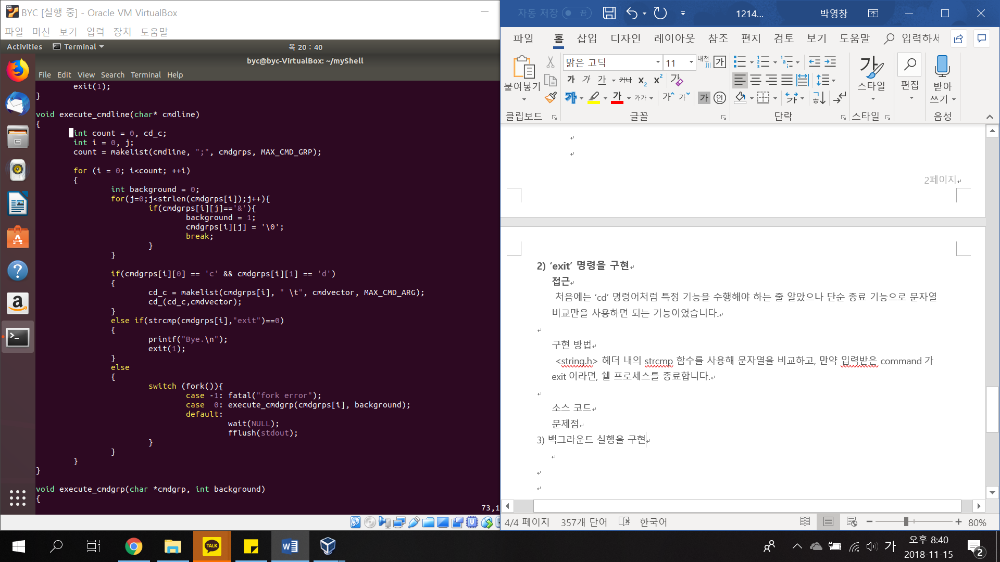 BYC [실행 중] - Oracle VM VirtualBox
파일 머신 보기 입력 장치 도움말
Activities Terminal 목 20 : 40
byc@byc-VirtualBox: ~/myShell
File Edit View Search Terminal Help
exit(1);
}
void execute_cmdline(char* cmdline)
{
int count = 0, cd_c;
int i = 0, j;
count = makelist(cmdline, ";", cmdgrps, MAX_CMD_GRP);
for (i = 0; i<count; ++i)
{
int background = 0;
for(j=0;j<strlen(cmdgrps[i]);j++){
if(cmdgrps[i][j]=='&'){
background = 1;
cmdgrps[i][j] = '\0';
break;
}
}
if(cmdgrps[i][0] == 'c' && cmdgrps[i][1] == 'd')
{
cd_c = makelist(cmdgrps[i], " \t", cmdvector, MAX_CMD_ARG);
cd_(cd_c,cmdvector);
}
else if(strcmp(cmdgrps[i],"exit")==0)
{
printf("Bye.\n");
exit(1);
}
else
{
switch (fork()){
case -1: fatal("fork error");
case  0: execute_cmdgrp(cmdgrps[i], background);
default:
wait(NULL);
fflush(stdout);
}
}
}
}
void execute_cmdgrp(char *cmdgrp, int background)
{
73,1
자동 저장 끔 1214... 박영창
파일 홈 삽입 디자인 레이아웃 참조 편지 검토 보기 도움말 입력하서
맑은 고딕 11 내천 가
붙여넣기 가 가 가 가나 x₂ x² 가 스타일 편집 받아쓰기
가 가 가가 가 가 가 인
클립보드 글꼴 단락 스타일 음성
2페이지
2) ‘exit’ 명령을 구현
접근
처음에는 ‘cd’ 명령어처럼 특정 기능을 수행해야 하는 줄 알았으나 단순 종료 기능으로 문자열
비교만을 사용하면 되는 기능이었습니다.
구현 방법
<string.h> 헤더 내의 strcmp 함수를 사용해 문자열을 비교하고, 만약 입력받은 command 가
exit 이라면, 쉘 프로세스를 종료합니다.
소스 코드
문제점
3) 백그라운드 실행을 구현
4/4 페이지 357개 단어 한국어 80%
TALK
가 오후 8:40
2018-11-15
2